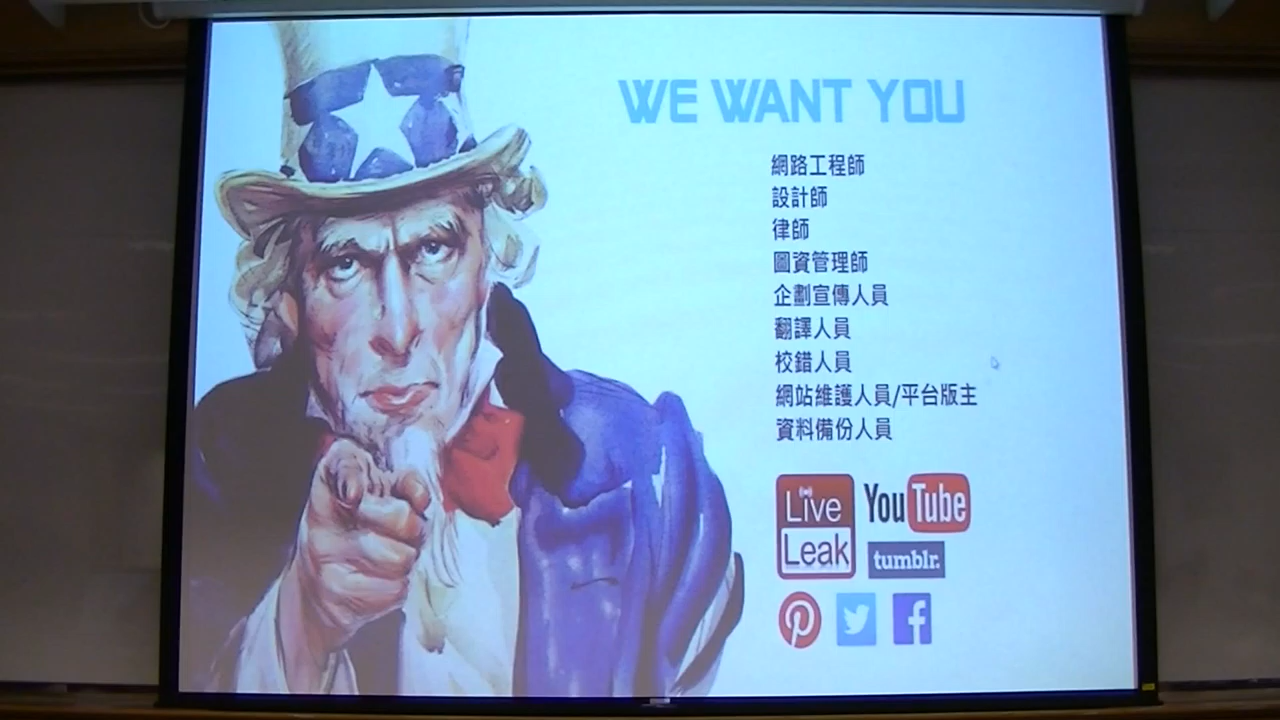 WE WANT YOU
網路工程師
設計師
律師
圖資管理師
企劃宣傳人員
翻譯人員
校錯人員
網站維護人員/平台版主
資料備份人員
Live
Leak
YouTube
tumblr.